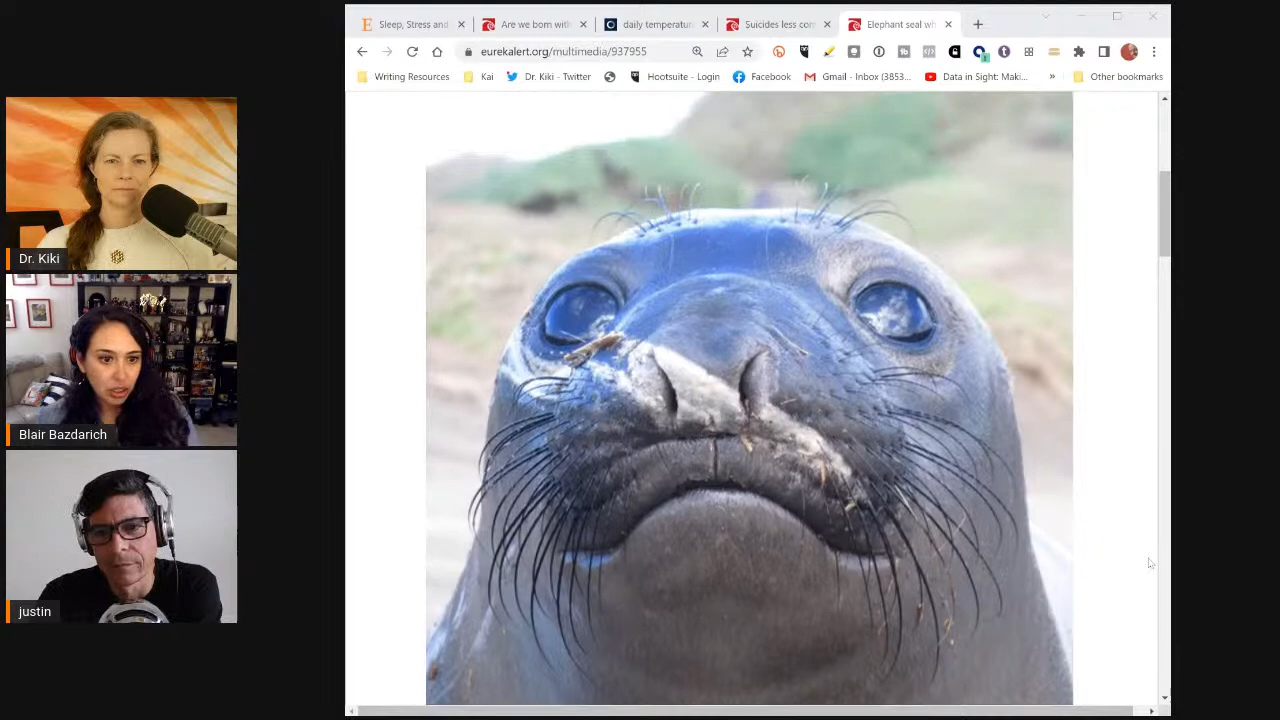 Sleep, Stress and
Are we born with
daily temperatur
Suicides less com
Elephant seal wh
eurekalert.org/multimedia/937955
Writing Resources
Kai
Dr. Kiki - Twitter
Hootsuite - Login
Facebook
Gmail - Inbox (3853...
Data in Sight: Maki...
»
Other bookmarks
Dr. Kiki
Blair Bazdarich
justin